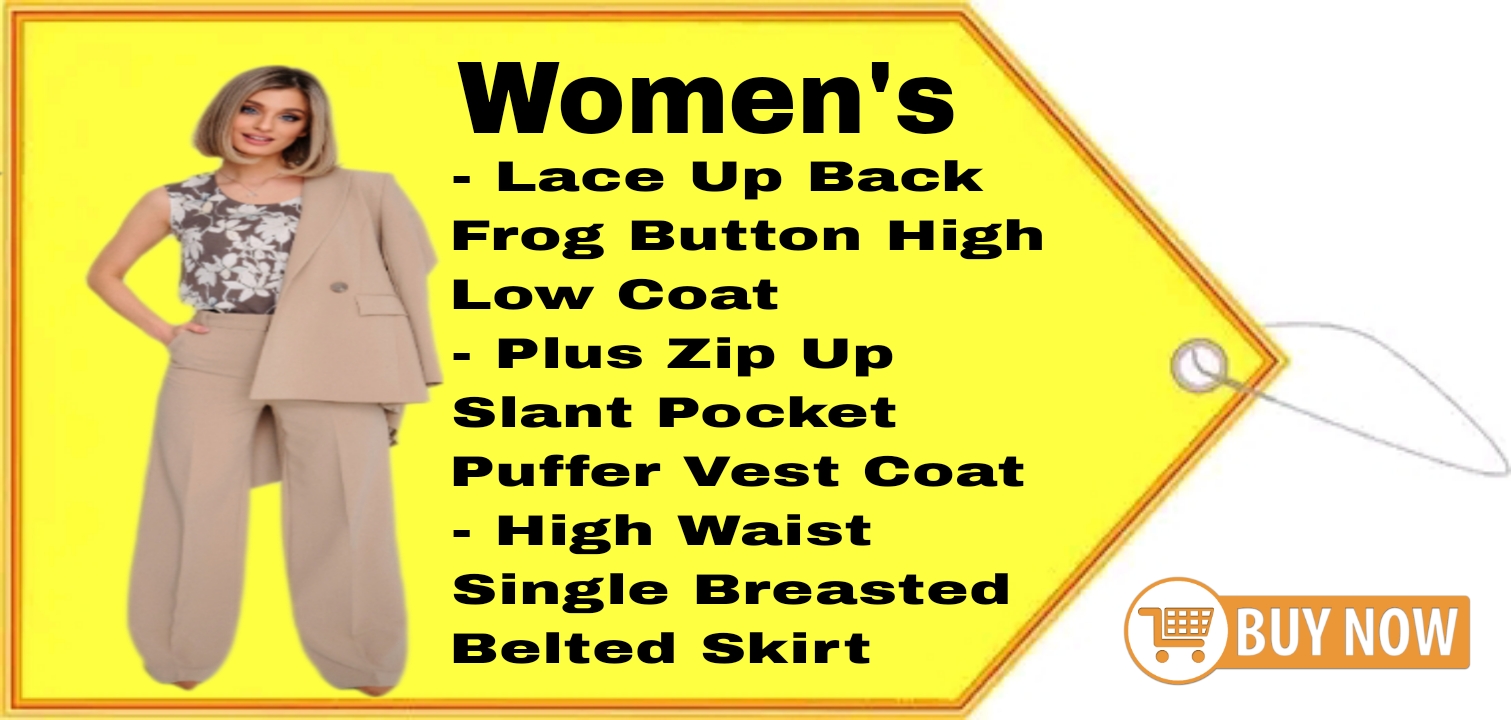 Women's
- Lace Up Back
Frog Button High
Low Coat
- Plus Zip Up
Slant Pocket
Puffer Vest Coat
- High Waist
Single Breasted
Belted Skirt
BUY NOW